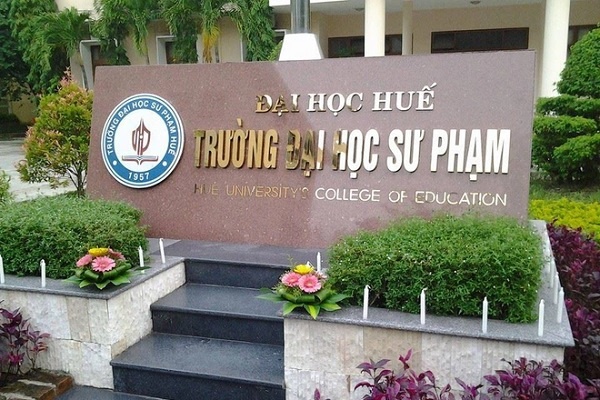 ĐẠI HỌC HUẾ
TRƯỜNG ĐẠI HỌC SƯ PHẠM
HUE UNIVERSITY'S COLLEGE OF EDUCATION
TRƯỜNG ĐẠI HỌC SƯ PHẠM HUẾ
1957